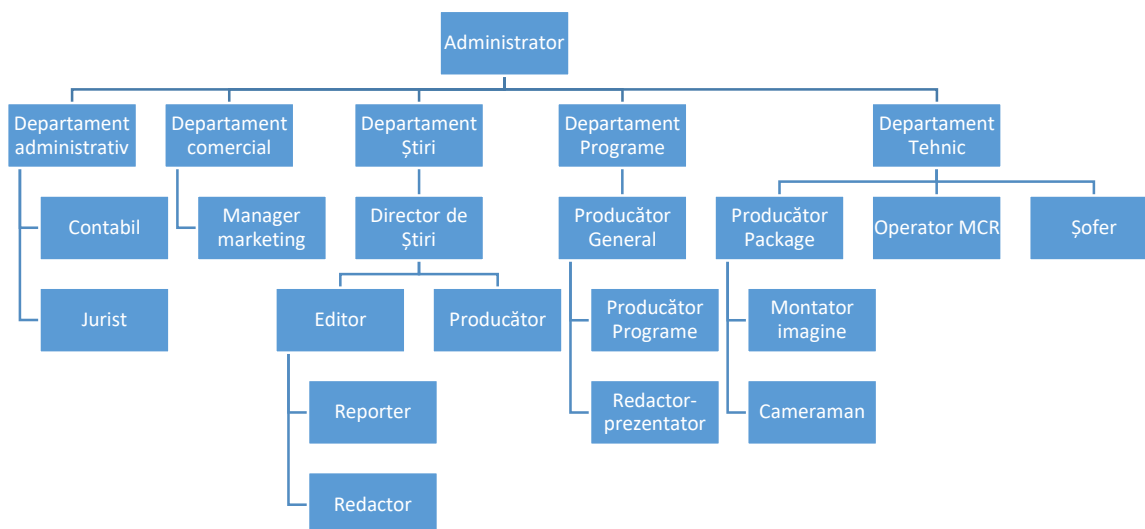 Administrator
Departament
administrativ
Departament
comercial
Departament
Știri
Departament
Programe
Departament
Tehnic
Contabil
Manager
marketing
Director de
Știri
Producător
General
Producător
Package
Operator MCR
Șofer
Jurist
Editor
Producător
Producător
Programe
Montator
imagine
Reporter
Redactor-
prezentator
Cameraman
Redactor